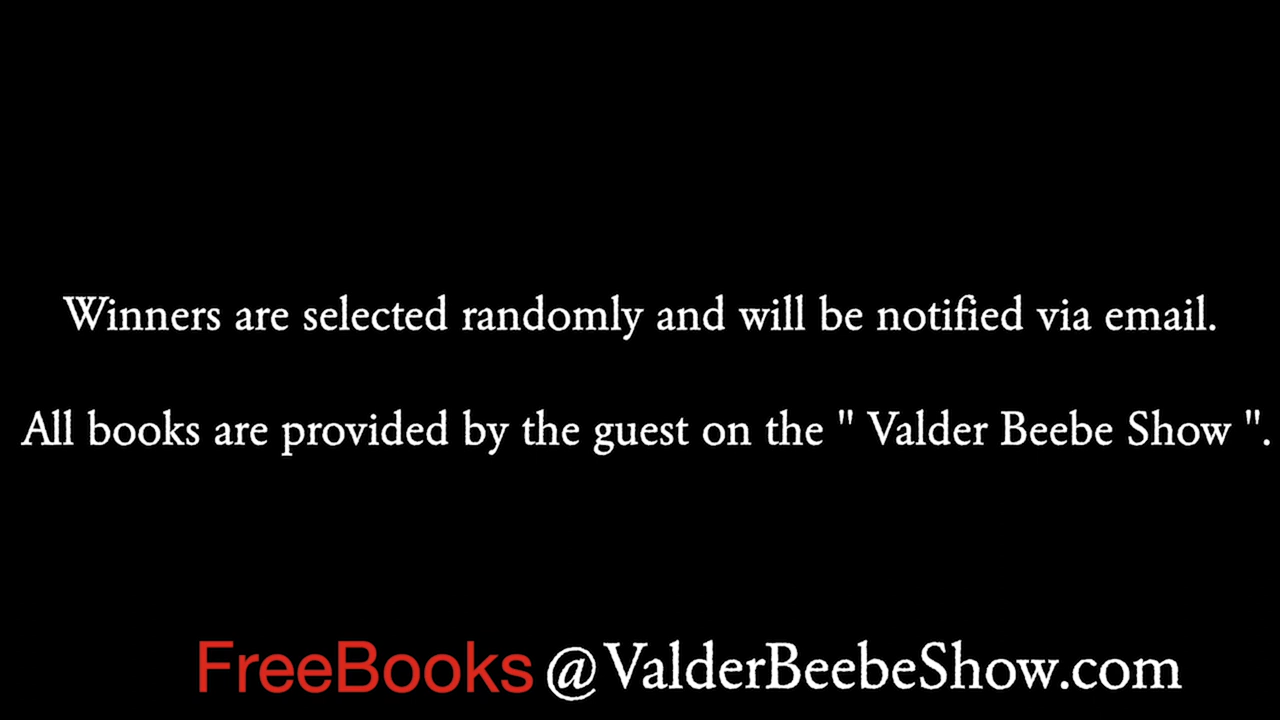 Winners are selected randomly and will be notified via email.
All books are provided by the guest on the " Valder Beebe Show ".
FreeBooks @ValderBeebeShow.com